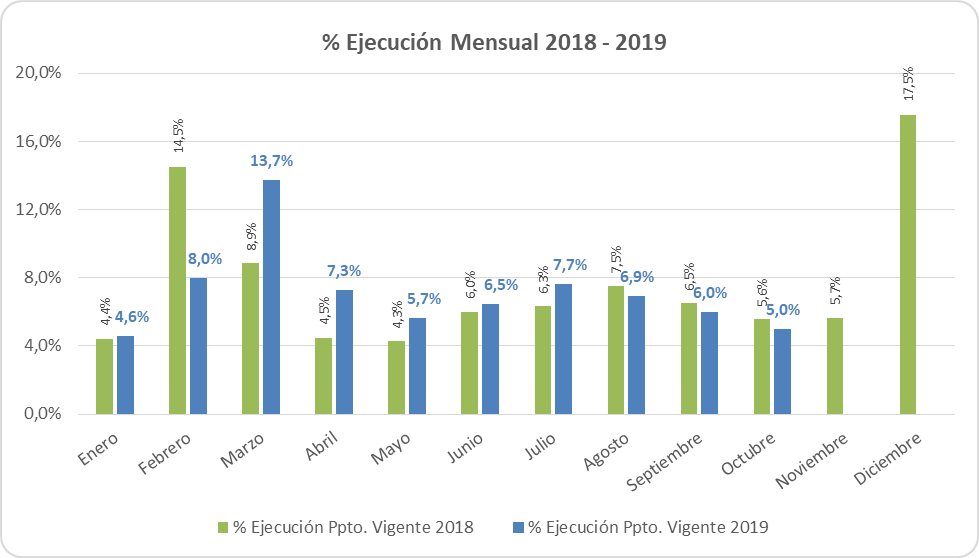 % Ejecución Mensual 2018 - 2019
20,0%
16,0%
12,0%
8,0%
4,0%
0,0%
4,4%
4,6%
14,5%
8,0%
8,9%
13,7%
4,5%
7,3%
4,3%
5,7%
6,0%
6,5%
6,3%
7,7%
7,5%
6,9%
6,5%
6,0%
5,6%
5,0%
5,7%
17,5%
Enero
Febrero
Marzo
Abril
Mayo
Junio
Julio
Agosto
Septiembre
Octubre
Noviembre
Diciembre
% Ejecución Ppto. Vigente 2018
% Ejecución Ppto. Vigente 2019